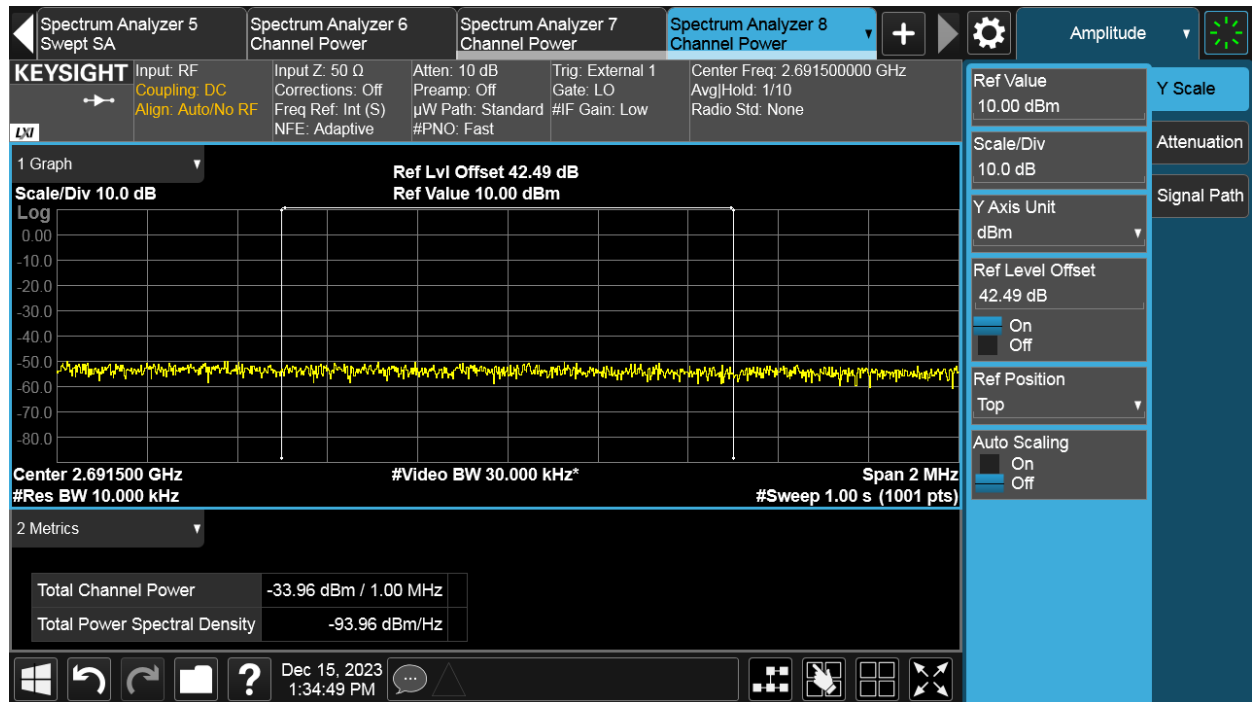 Spectrum Analyzer 5
Swept SA
Spectrum Analyzer 6
Channel Power
Spectrum Analyzer 7
Channel Power
Spectrum Analyzer 8
Channel Power
+
Amplitude
KEYSIGHT
LXI
Input: RF
Coupling: DC
Align: Auto/No RF
Input Z: 50 Ω
Corrections: Off
Freq Ref: Int (S)
NFE: Adaptive
Atten: 10 dB
Preamp: Off
µW Path: Standard
#PNO: Fast
Trig: External 1
Gate: LO
#IF Gain: Low
Center Freq: 2.691500000 GHz
Avg|Hold: 1/10
Radio Std: None
1 Graph
Scale/Div 10.0 dB
Ref Lvl Offset 42.49 dB
Ref Value 10.00 dBm
Log
0.00
-10.0
-20.0
-30.0
-40.0
-50.0
-60.0
-70.0
-80.0
Center 2.691500 GHz
#Video BW 30.000 kHz*
Span 2 MHz
#Res BW 10.000 kHz
#Sweep 1.00 s (1001 pts)
2 Metrics
Total Channel Power -33.96 dBm / 1.00 MHz
Total Power Spectral Density -93.96 dBm/Hz
Ref Value
10.00 dBm
Scale/Div
10.0 dB
Y Axis Unit
dBm
Ref Level Offset
42.49 dB
On
Off
Ref Position
Top
Auto Scaling
On
Off
Y Scale
Attenuation
Signal Path
?
Dec 15, 2023
1:34:49 PM